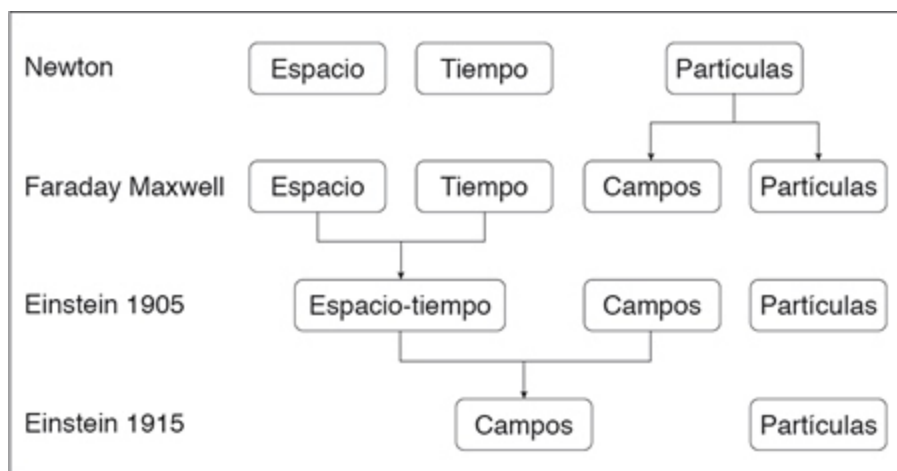 Newton Espacio Tiempo Partículas
Faraday Maxwell Espacio Tiempo Campos Partículas
Einstein 1905 Espacio-tiempo Campos Partículas
Einstein 1915 Campos Partículas